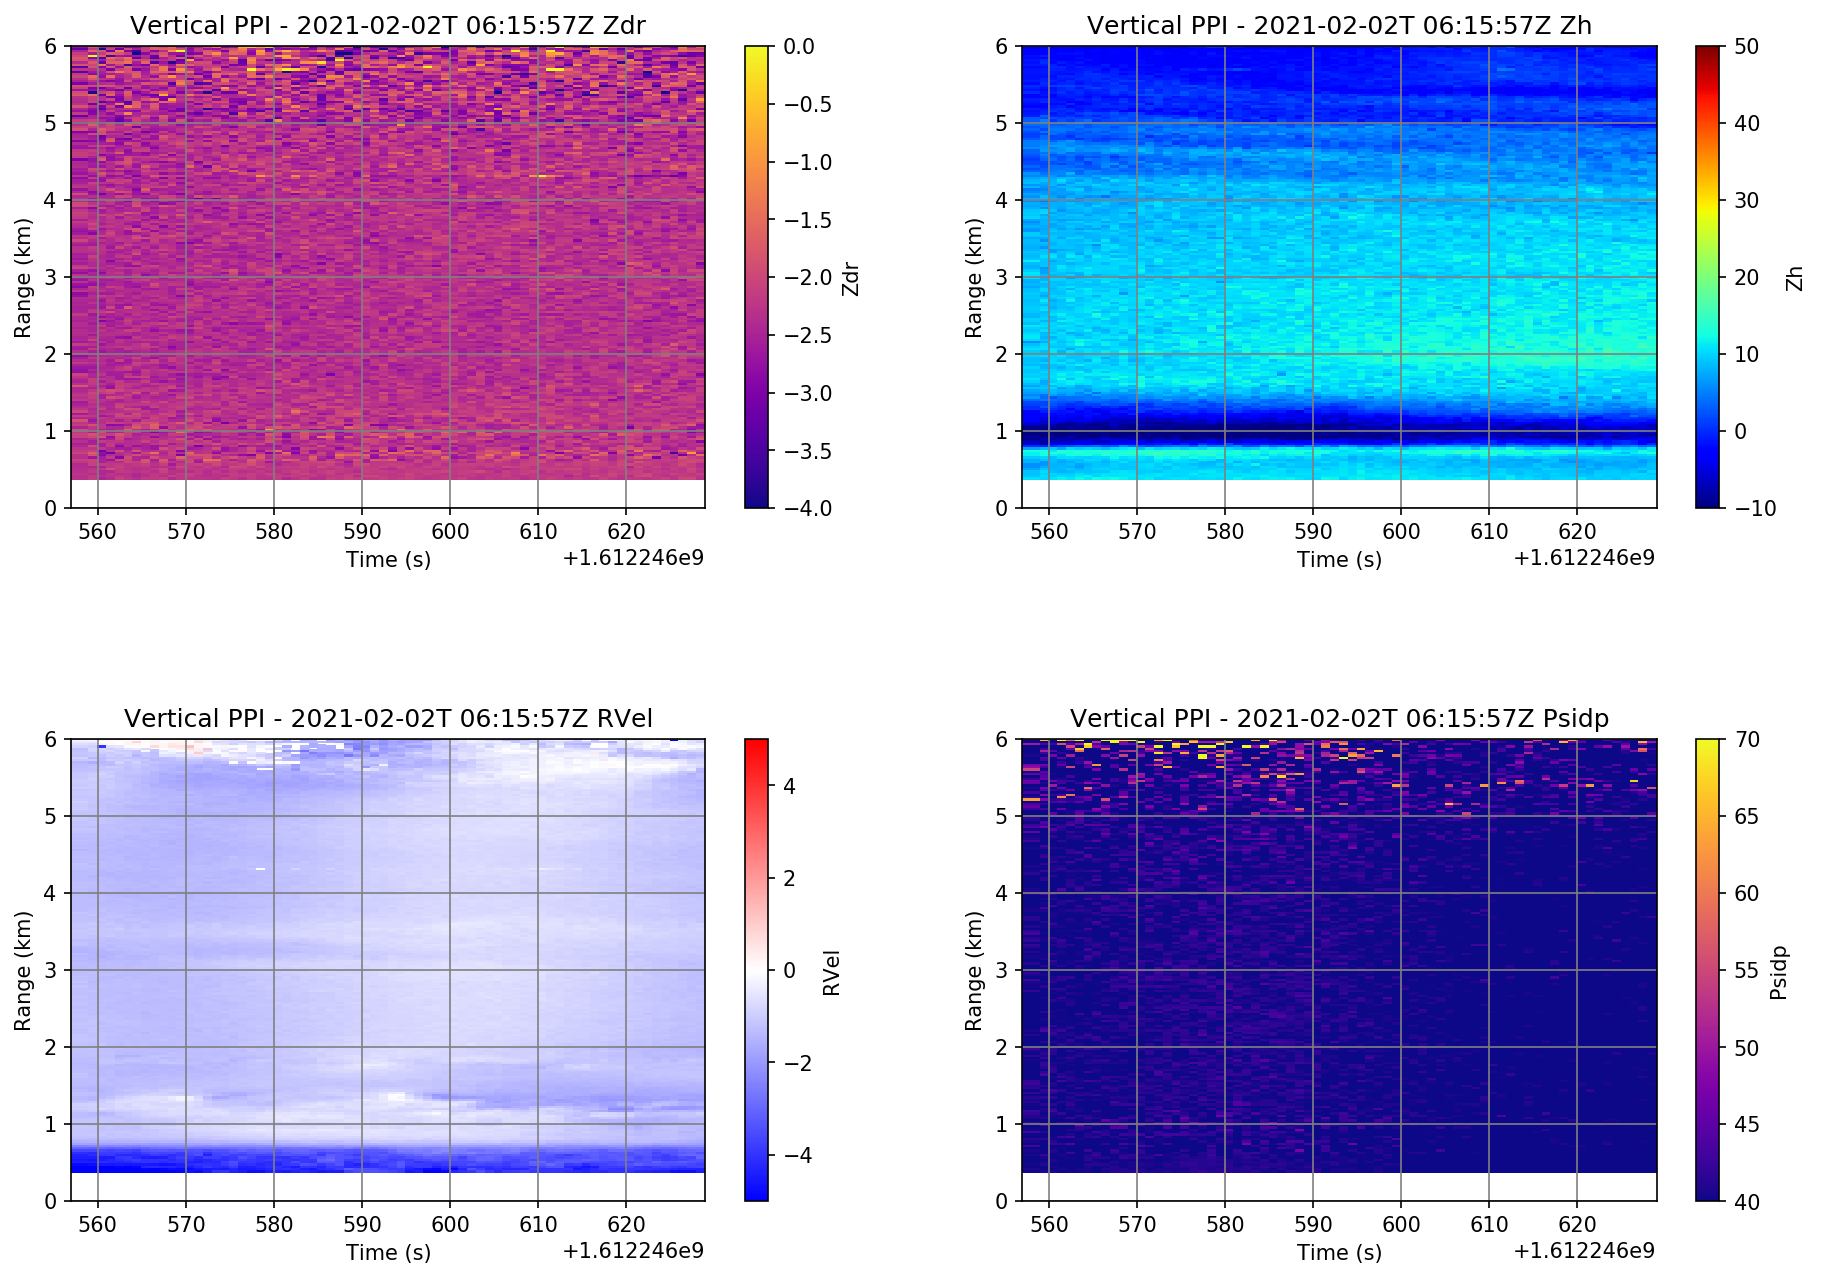 Vertical PPI - 2021-02-02T 06:15:57Z Zdr
6
5
4
3
2
1
0
Range (km)
560 570 580 590 600 610 620
Time (s)
+1.612246e9
0.0
−0.5
−1.0
−1.5
−2.0
−2.5
−3.0
−3.5
−4.0
Zdr
Vertical PPI - 2021-02-02T 06:15:57Z Zh
6
5
4
3
2
1
0
Range (km)
560 570 580 590 600 610 620
Time (s)
+1.612246e9
50
40
30
20
10
0
−10
Zh
Vertical PPI - 2021-02-02T 06:15:57Z RVel
6
5
4
3
2
1
0
Range (km)
560 570 580 590 600 610 620
Time (s)
+1.612246e9
4
2
0
−2
−4
RVel
Vertical PPI - 2021-02-02T 06:15:57Z Psidp
6
5
4
3
2
1
0
Range (km)
560 570 580 590 600 610 620
Time (s)
+1.612246e9
70
65
60
55
50
45
40
Psidp